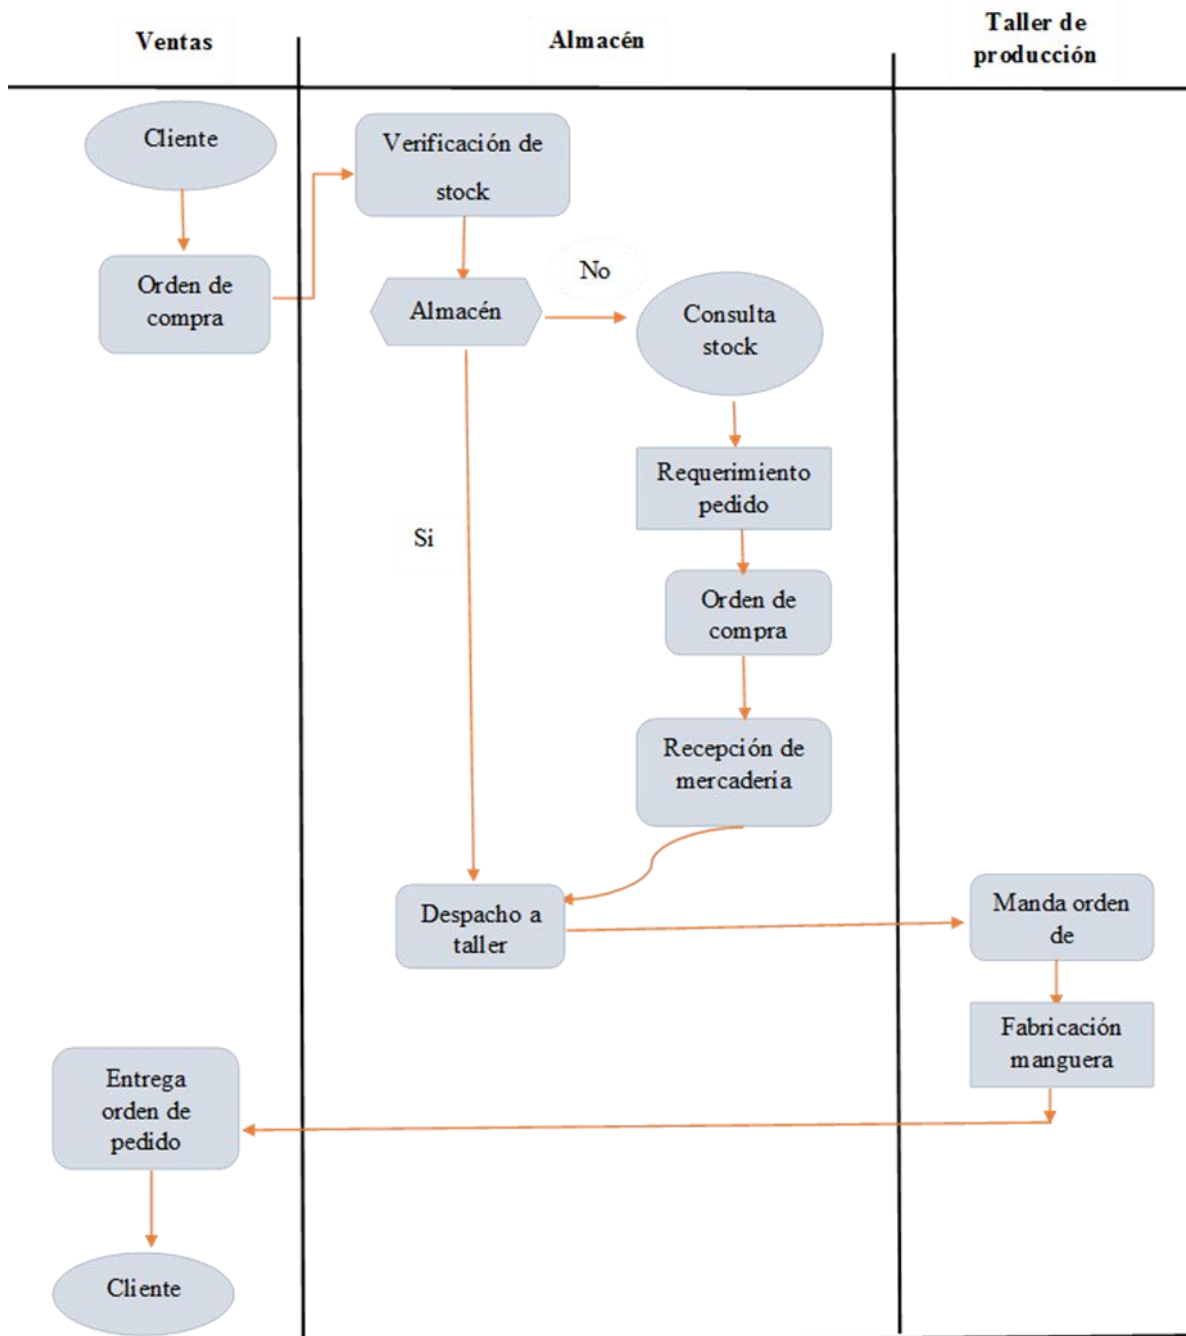 Ventas
Almacén
Taller de
producción
Cliente
Verificación de
stock
Orden de
compra
Almacén
No
Consulta
stock
Requerimiento
pedido
Si
Orden de
compra
Recepción de
mercadería
Despacho a
taller
Manda orden
de
Fabricación
manguera
Entrega
orden de
pedido
Cliente